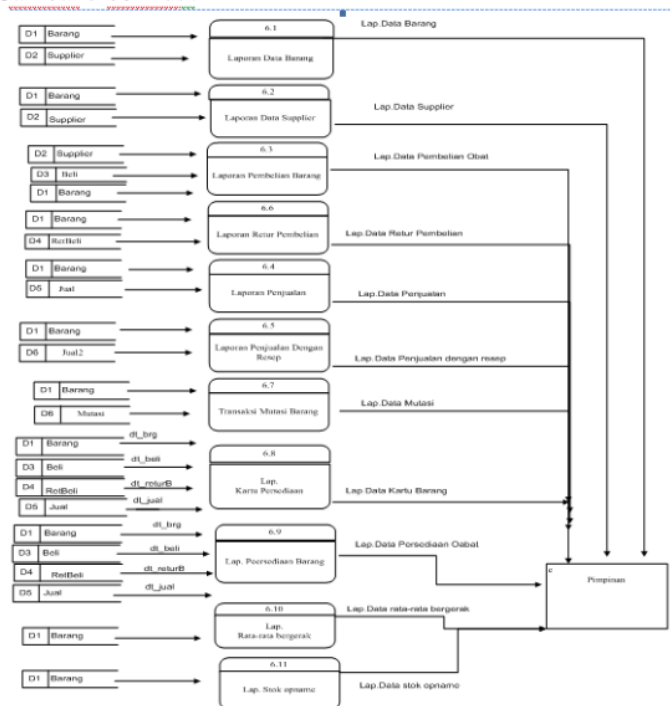 D1 Barang
D2 Supplier
6.1
Laporan Data Barang
Lap.Data Barang
D1 Barang
D2 Supplier
6.2
Laporan Data Supplier
Lap.Data Supplier
D2 Supplier
D3 Beli
D1 Barang
6.3
Laporan Pembelian Barang
Lap.Data Pembelian Obat
D1 Barang
D4 RetBeli
6.6
Laporan Retur Pembelian
Lap.Data Retur Pembelian
D1 Barang
D5 Jual
6.4
Laporan Penjualan
Lap.Data Penjualan
D1 Barang
D6 Jual2
6.5
Laporan Penjualan Dengan
Resep
Lap.Data Penjualan dengan resep
D1 Barang
D6 Mutasi
6.7
Transaksi Mutasi Barang
Lap.Data Mutasi
D1 Barang dt_brg
D3 Beli dt_beli
D4 RetBeli dt_returB
D5 Jual dt_jual
6.8
Lap.
Kartu Persediaan
Lap.Data Kartu Barang
D1 Barang dt_brg
D3 Beli dt_beli
D4 RetBeli dt_returB
D5 Jual dt_jual
6.9
Lap. Peersediaan Barang
Lap.Data Persediaan Oabat
c
Pimpinan
D1 Barang
6.10
Lap.
Rata-rata bergerak
Lap.Data rata-rata bergerak
D1 Barang
6.11
Lap. Stok opname
Lap.Data stok opname